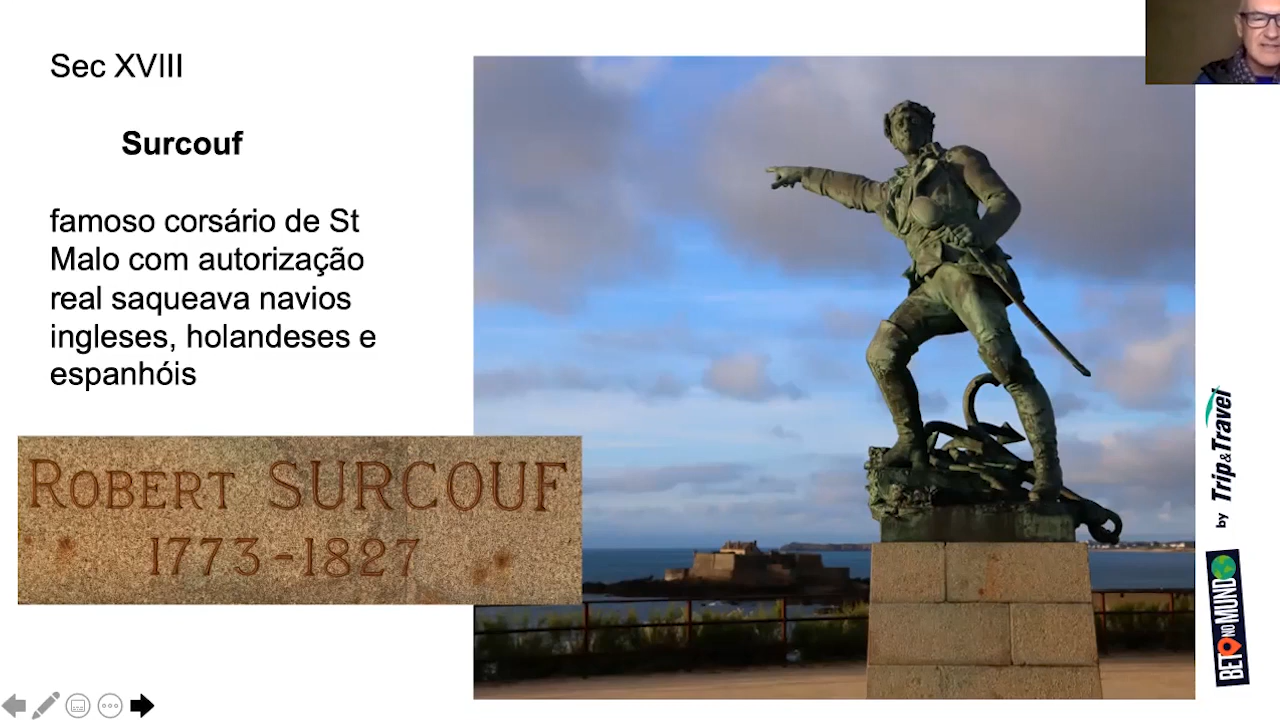 Sec XVIII
Surcouf
famoso corsário de St
Malo com autorização
real saqueava navios
ingleses, holandeses e
espanhóis
ROBERT SURCOUF
1773-1827
by Trip&Travel
BETO NO MUNDO